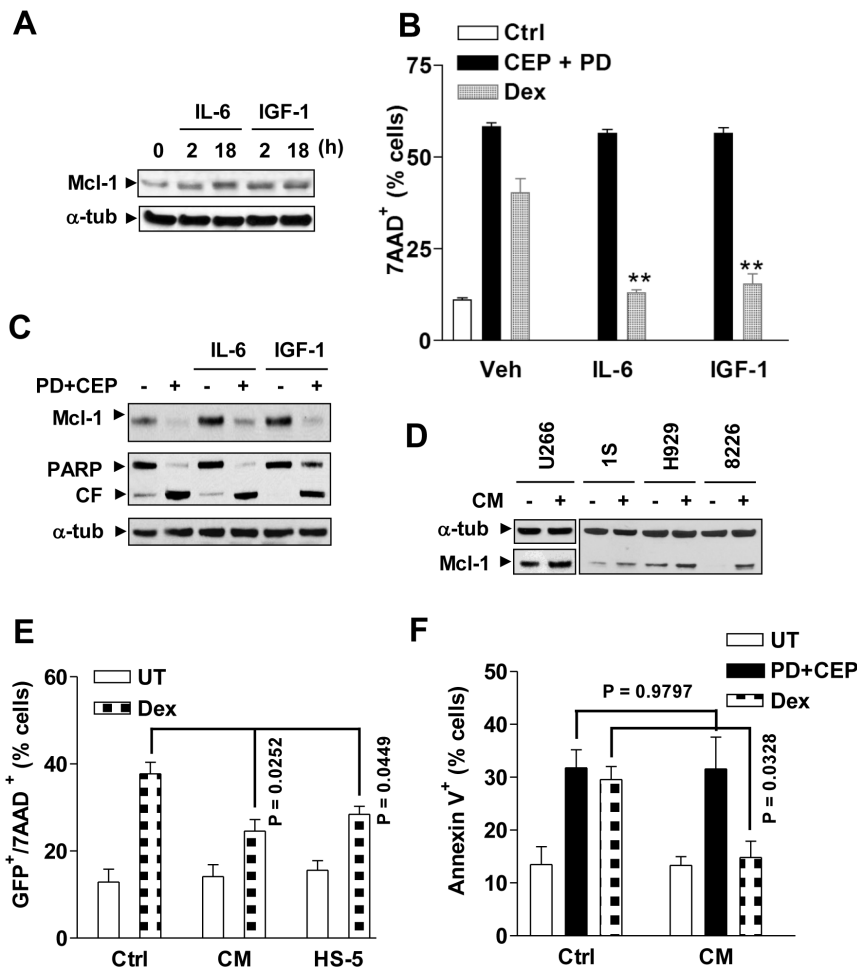 A
IL-6 IGF-1
0 2 18 2 18 (h)
Mcl-1
α-tub
B
Ctrl
CEP + PD
Dex
7AAD+ (% cells)
75
50
25
0
** **
Veh IL-6 IGF-1
C
IL-6 IGF-1
PD+CEP - + - + - +
Mcl-1
PARP
CF
α-tub
D
U266 1S H929 8226
CM - + - + - + - +
α-tub
Mcl-1
E
UT
Dex
GFP+/7AAD + (% cells)
60
40
20
0
P = 0.0252
P = 0.0449
Ctrl CM HS-5
F
UT
PD+CEP
Dex
Annexin V+ (% cells)
50
40
30
20
10
0
P = 0.9797
P = 0.0328
Ctrl CM